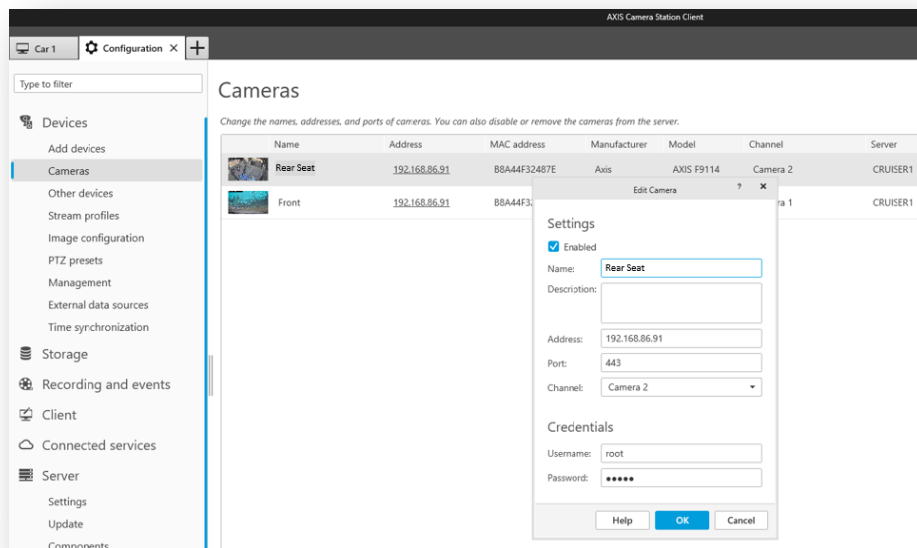 AXIS Camera Station Client
Car 1
Configuration
Type to filter
Devices
Add devices
Cameras
Other devices
Stream profiles
Image configuration
PTZ presets
Management
External data sources
Time synchronization
Storage
Recording and events
Client
Connected services
Server
Settings
Update
Components
Cameras
Change the names, addresses, and ports of cameras. You can also disable or remove the cameras from the server.
Name Address MAC address Manufacturer Model Channel Server
Rear Seat 192.168.86.91 B8A44F32487E Axis AXIS F9114 Camera 2 CRUISER1
Front 192.168.86.91 B8A44F32 ra 1 CRUISER1
Edit Camera ?
Settings
Enabled
Name: Rear Seat
Description:
Address: 192.168.86.91
Port: 443
Channel: Camera 2
Credentials
Username: root
Password: •••••
Help OK Cancel